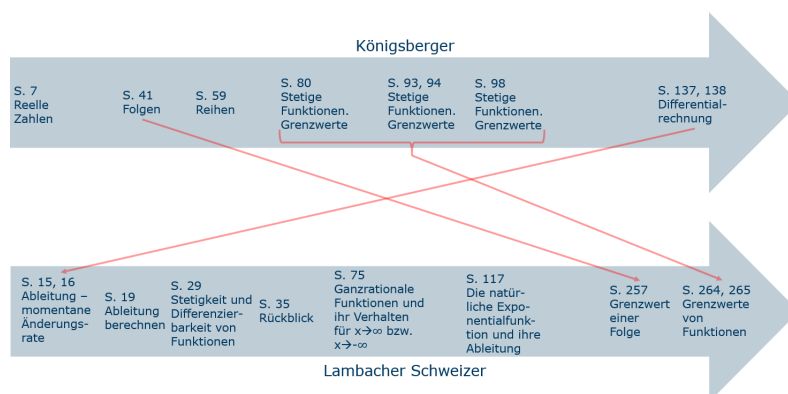 Königsberger
S. 7
Reelle
Zahlen
S. 41
Folgen
S. 59
Reihen
S. 80
Stetige
Funktionen.
Grenzwerte
S. 93, 94
Stetige
Funktionen.
Grenzwerte
S. 98
Stetige
Funktionen.
Grenzwerte
S. 137, 138
Differential-
rechnung
S. 15, 16
Ableitung –
momentane
Änderungs-
rate
S. 19
Ableitung
berechnen
S. 29
Stetigkeit und
Differenzier-
barkeit von
Funktionen
S. 35
Rückblick
S. 75
Ganzrationale
Funktionen und
ihr Verhalten
für x→∞ bzw.
x→-∞
S. 117
Die natür-
liche Expo-
nentialfunk-
tion und ihre
Ableitung
S. 257
Grenzwert
einer
Folge
S. 264, 265
Grenzwerte
von
Funktionen
Lambacher Schweizer